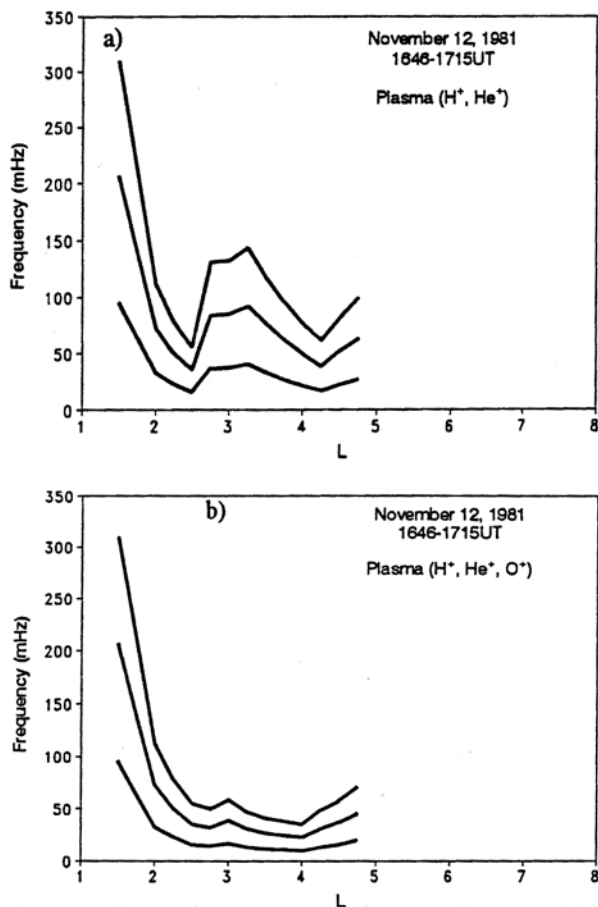 a)
November 12, 1981
1646-1715UT
Plasma (H⁺, He⁺)
Frequency (mHz)
350
300
250
200
150
100
50
0
1 2 3 4 5 6 7 8
L
b)
November 12, 1981
1646-1715UT
Plasma (H⁺, He⁺, O⁺)
Frequency (mHz)
350
300
250
200
150
100
50
0
1 2 3 4 5 6 7 8
L